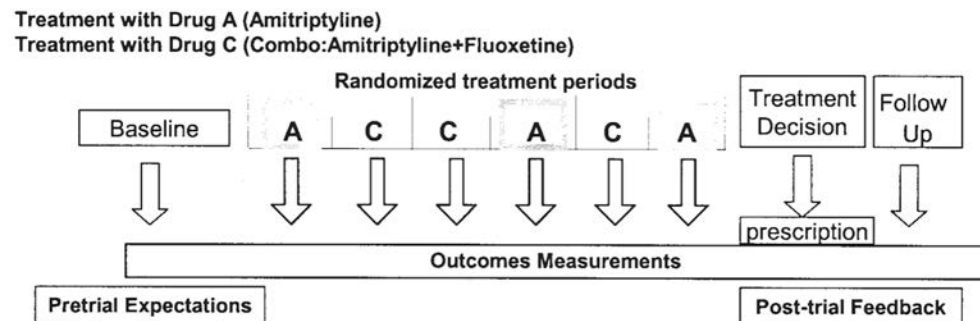 Treatment with Drug A (Amitriptyline)
Treatment with Drug C (Combo:Amitriptyline+Fluoxetine)
Randomized treatment periods
Baseline
A C C A C A
Treatment
Decision
Follow
Up
prescription
Outcomes Measurements
Pretrial Expectations
Post-trial Feedback